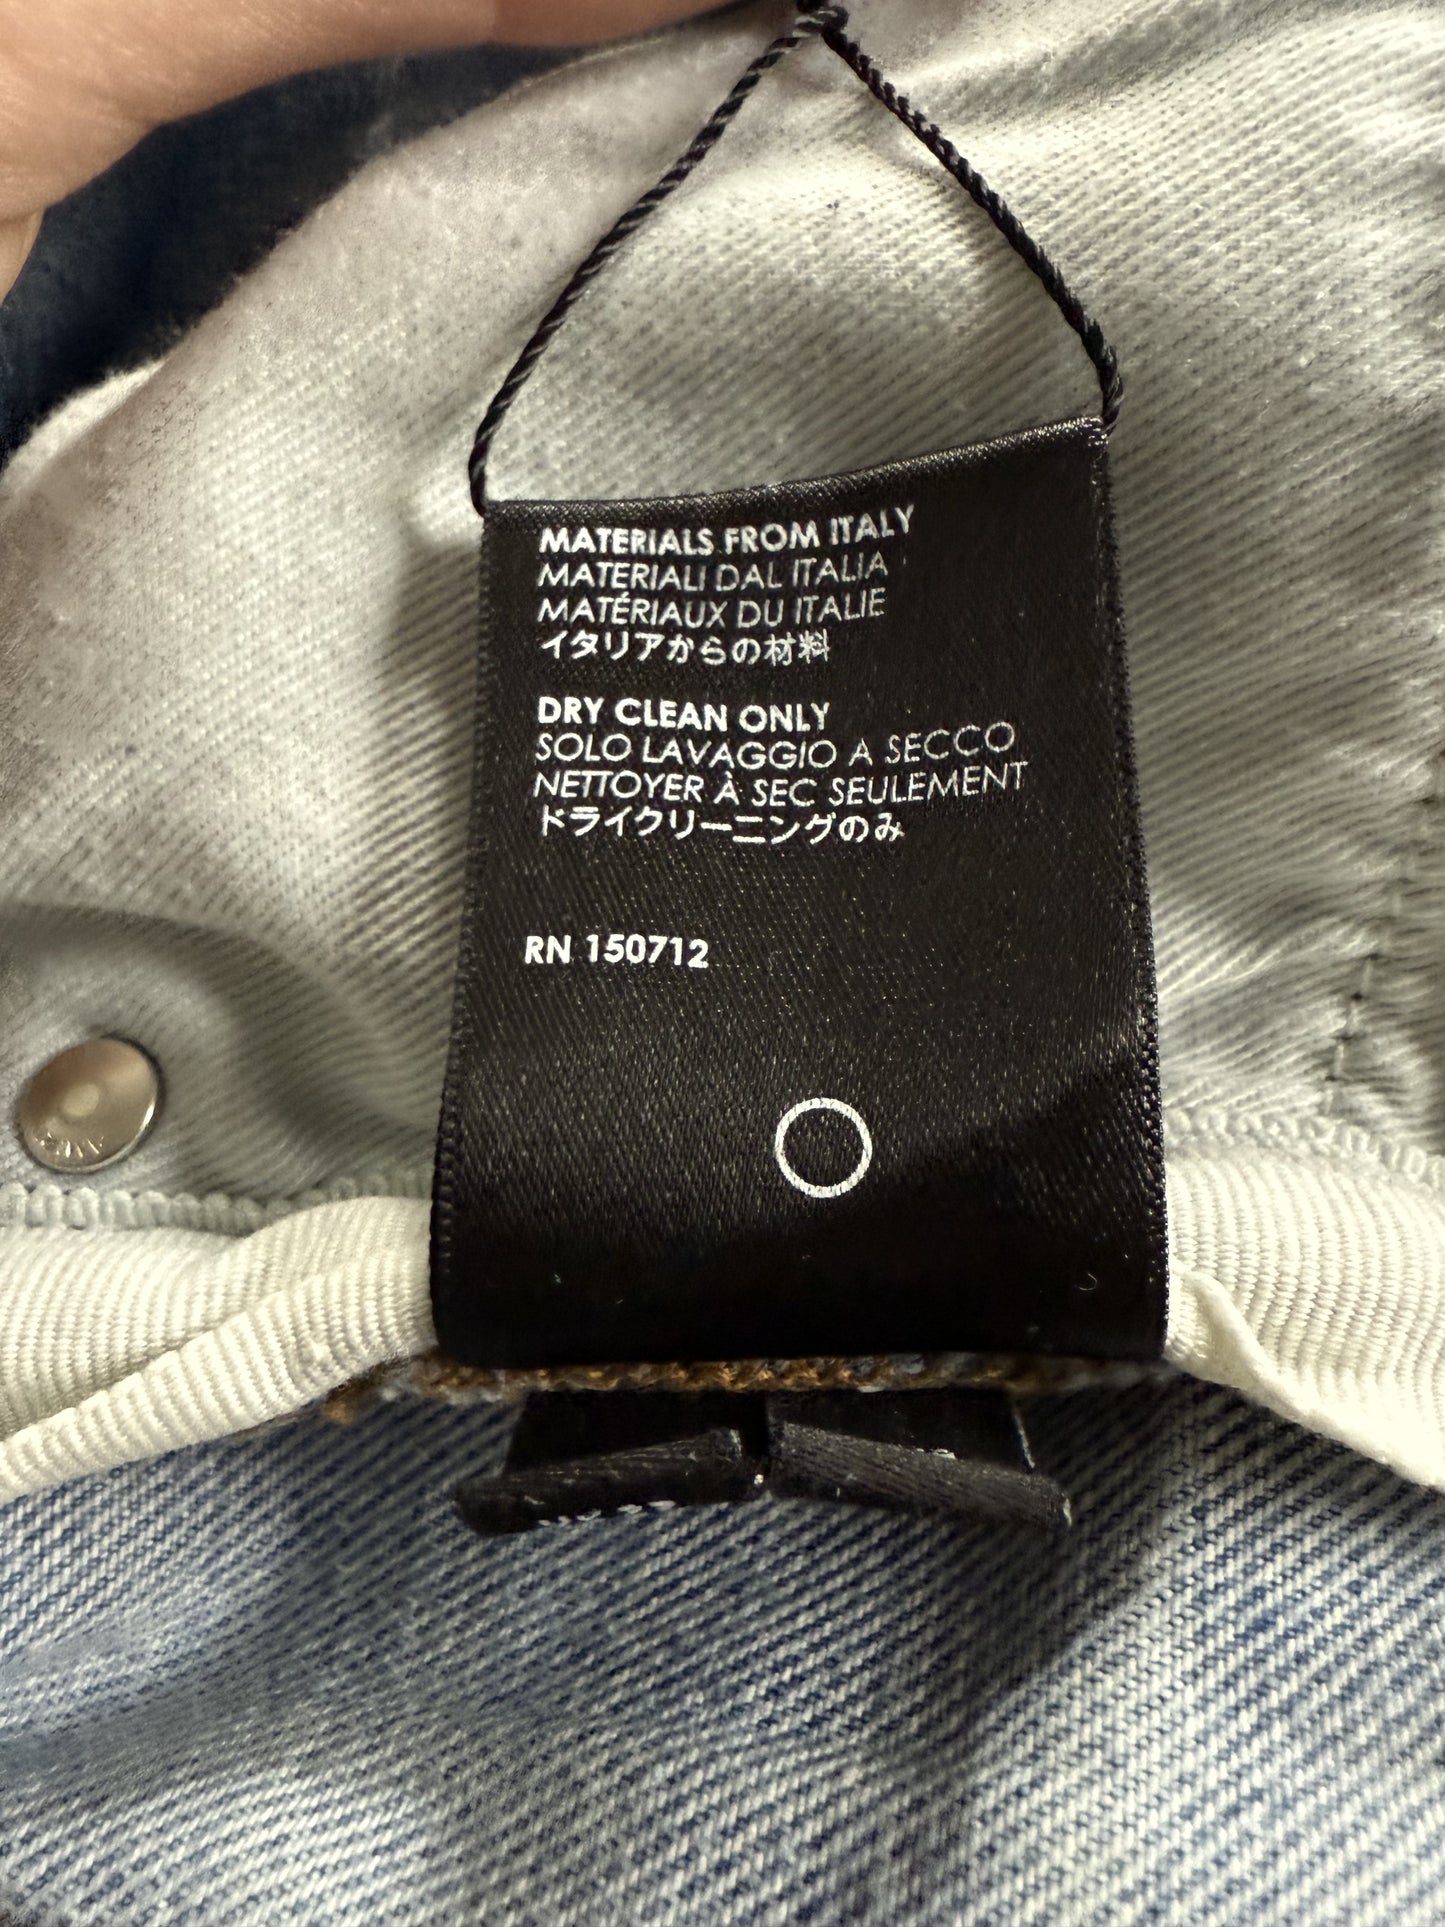 MATERIALS FROM ITALY
MATERIALI DAL ITALIA
MATÉRIAUX DU ITALIE
イタリアからの材料
DRY CLEAN ONLY
SOLO LAVAGGIO A SECCO
NETTOYER À SEC SEULEMENT
ドライクリーニングのみ
RN 150712